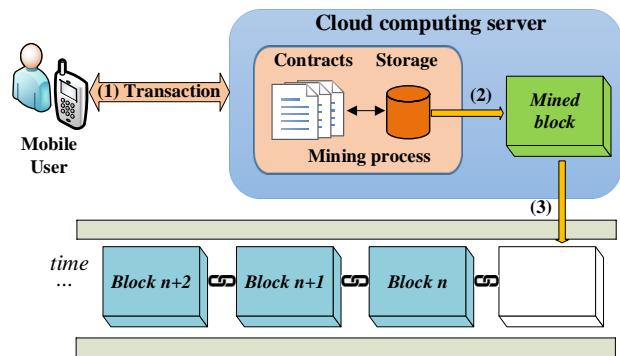 Cloud computing server
Contracts Storage
(1) Transaction
(2)
Mined
block
Mining process
Mobile
User
(3)
time
...
Block n+2
Block n+1
Block n